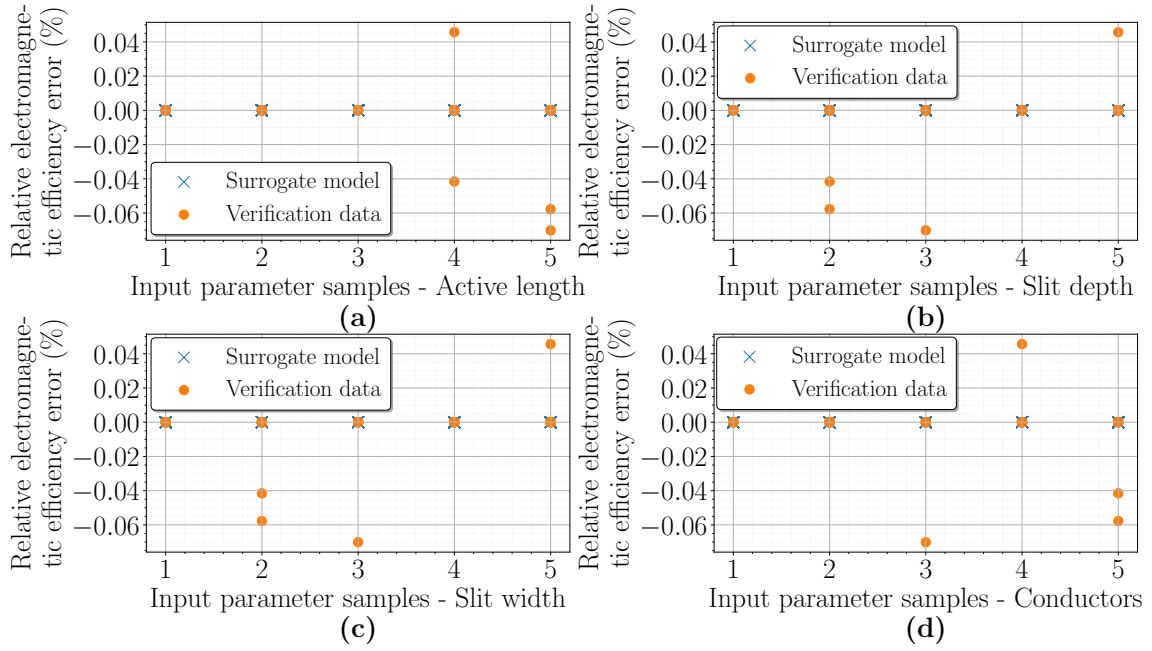 Relative electromagne-
tic efficiency error (%)
0.04
0.02
0.00
−0.02
−0.04
−0.06
Surrogate model
Verification data
1 2 3 4 5
Input parameter samples - Active length
(a)
Relative electromagne-
tic efficiency error (%)
0.04
0.02
0.00
−0.02
−0.04
−0.06
Surrogate model
Verification data
1 2 3 4 5
Input parameter samples - Slit depth
(b)
Relative electromagne-
tic efficiency error (%)
0.04
0.02
0.00
−0.04
−0.06
−0.02
Surrogate model
Verification data
1 2 3 4 5
Input parameter samples - Slit width
(c)
Relative electromagne-
tic efficiency error (%)
0.04
0.02
0.00
−0.02
−0.04
−0.06
Surrogate model
Verification data
1 2 3 4 5
Input parameter samples - Conductors
(d)